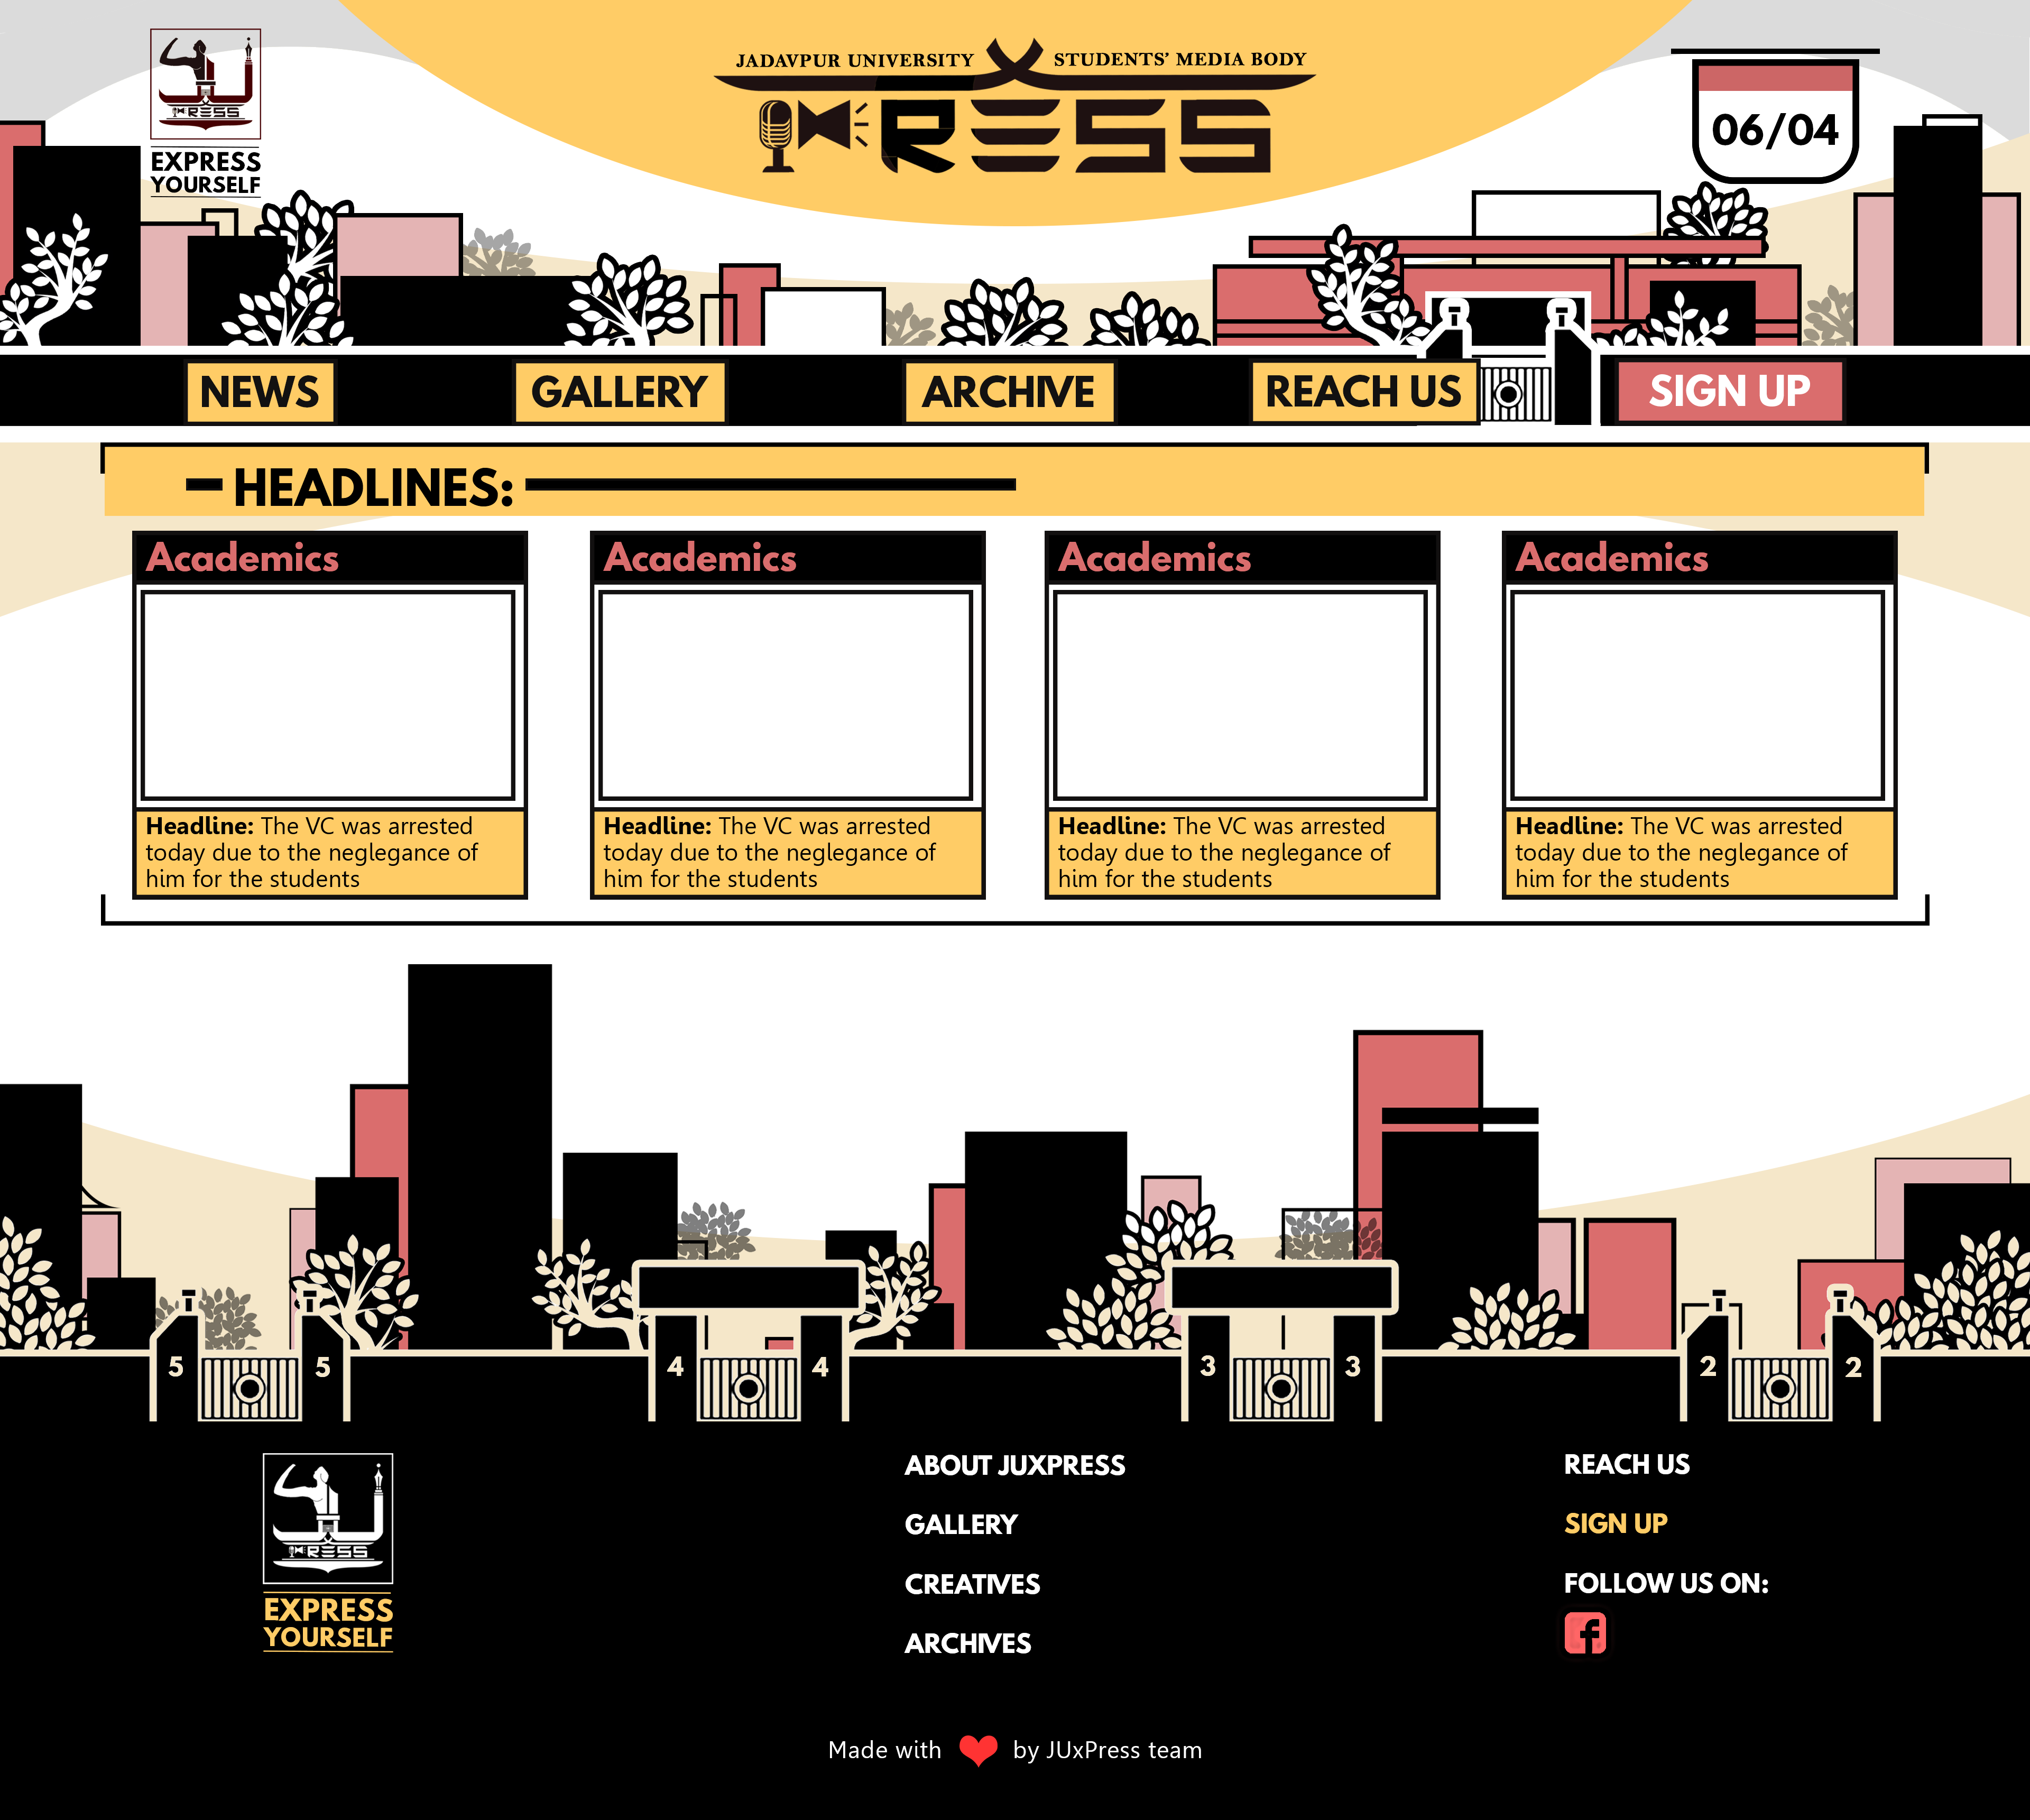 JADAVPUR UNIVERSITY STUDENTS' MEDIA BODY
RESS
RESS
EXPRESS
YOURSELF
06/04
NEWS
GALLERY
ARCHIVE
REACH US
SIGN UP
HEADLINES:
Academics
Headline: The VC was arrested
today due to the neglegance of
him for the students
Academics
Headline: The VC was arrested
today due to the neglegance of
him for the students
Academics
Headline: The VC was arrested
today due to the neglegance of
him for the students
Academics
Headline: The VC was arrested
today due to the neglegance of
him for the students
5 5 4 4 3 3 2 2
RESS
EXPRESS
YOURSELF
ABOUT JUXPRESS
GALLERY
CREATIVES
ARCHIVES
REACH US
SIGN UP
FOLLOW US ON:
f
Made with by JUxPress team